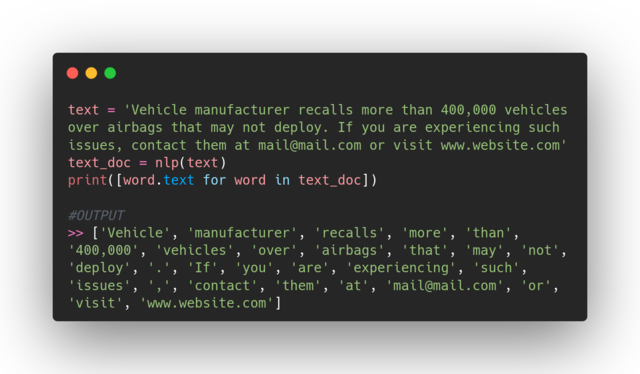 text = 'Vehicle manufacturer recalls more than 400,000 vehicles
over airbags that may not deploy. If you are experiencing such
issues, contact them at mail@mail.com or visit www.website.com'
text_doc = nlp(text)
print([word.text for word in text_doc])
#OUTPUT
>> ['Vehicle', 'manufacturer', 'recalls', 'more', 'than',
'400,000', 'vehicles', 'over', 'airbags', 'that', 'may', 'not',
'deploy', '.', 'If', 'you', 'are', 'experiencing', 'such',
'issues', ',', 'contact', 'them', 'at', 'mail@mail.com', 'or',
'visit', 'www.website.com']